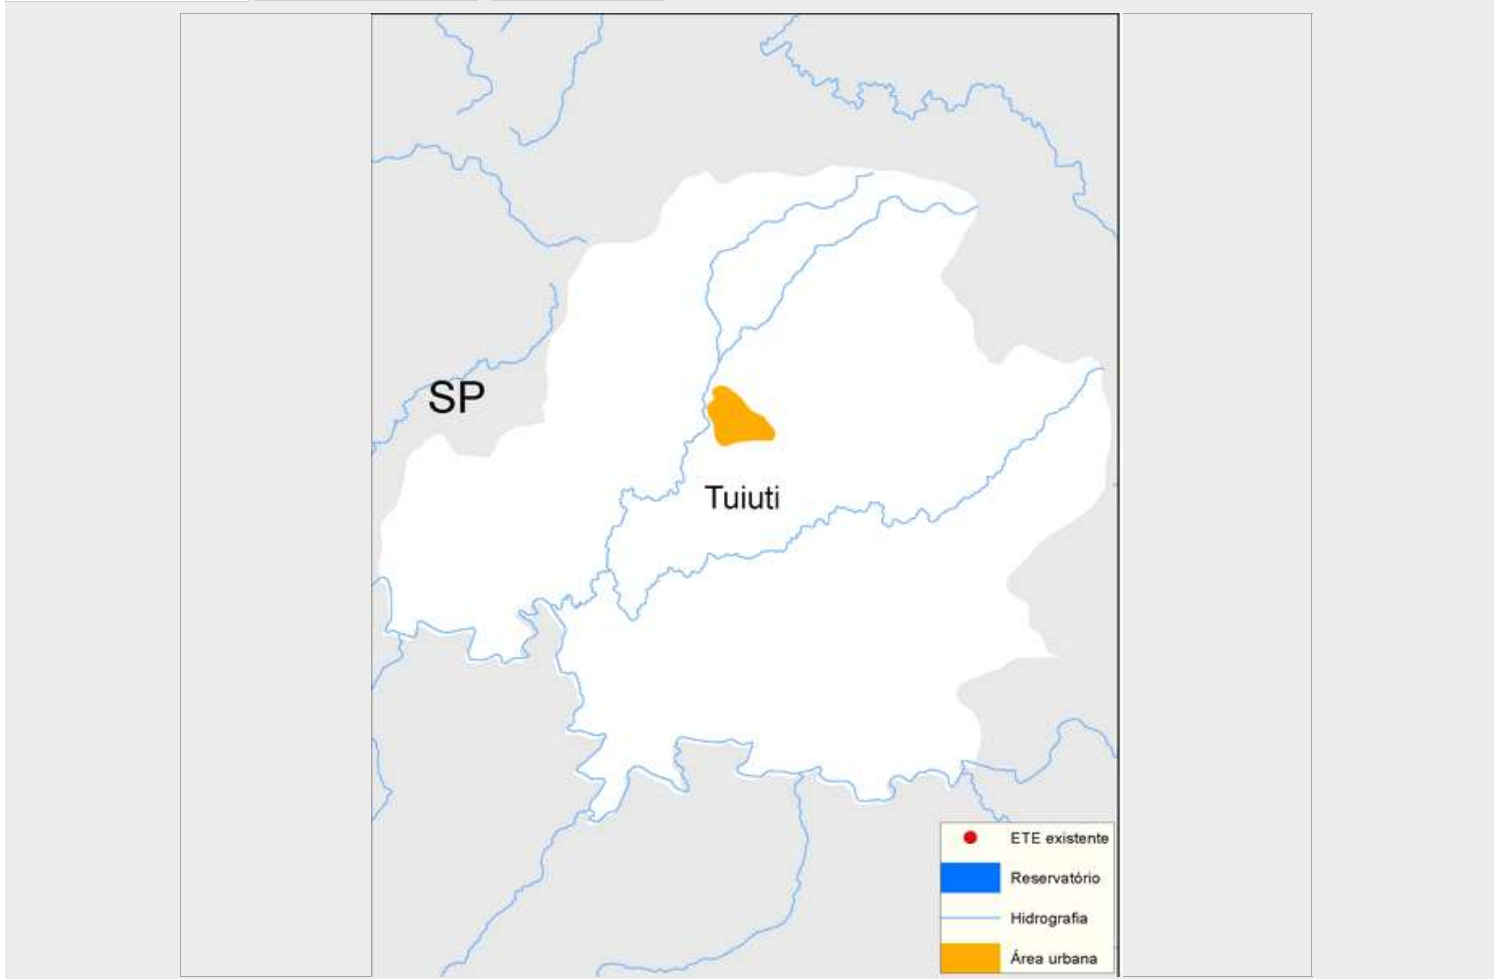 SP
Tuiuti
ETE existente
Reservatório
Hidrografia
Área urbana